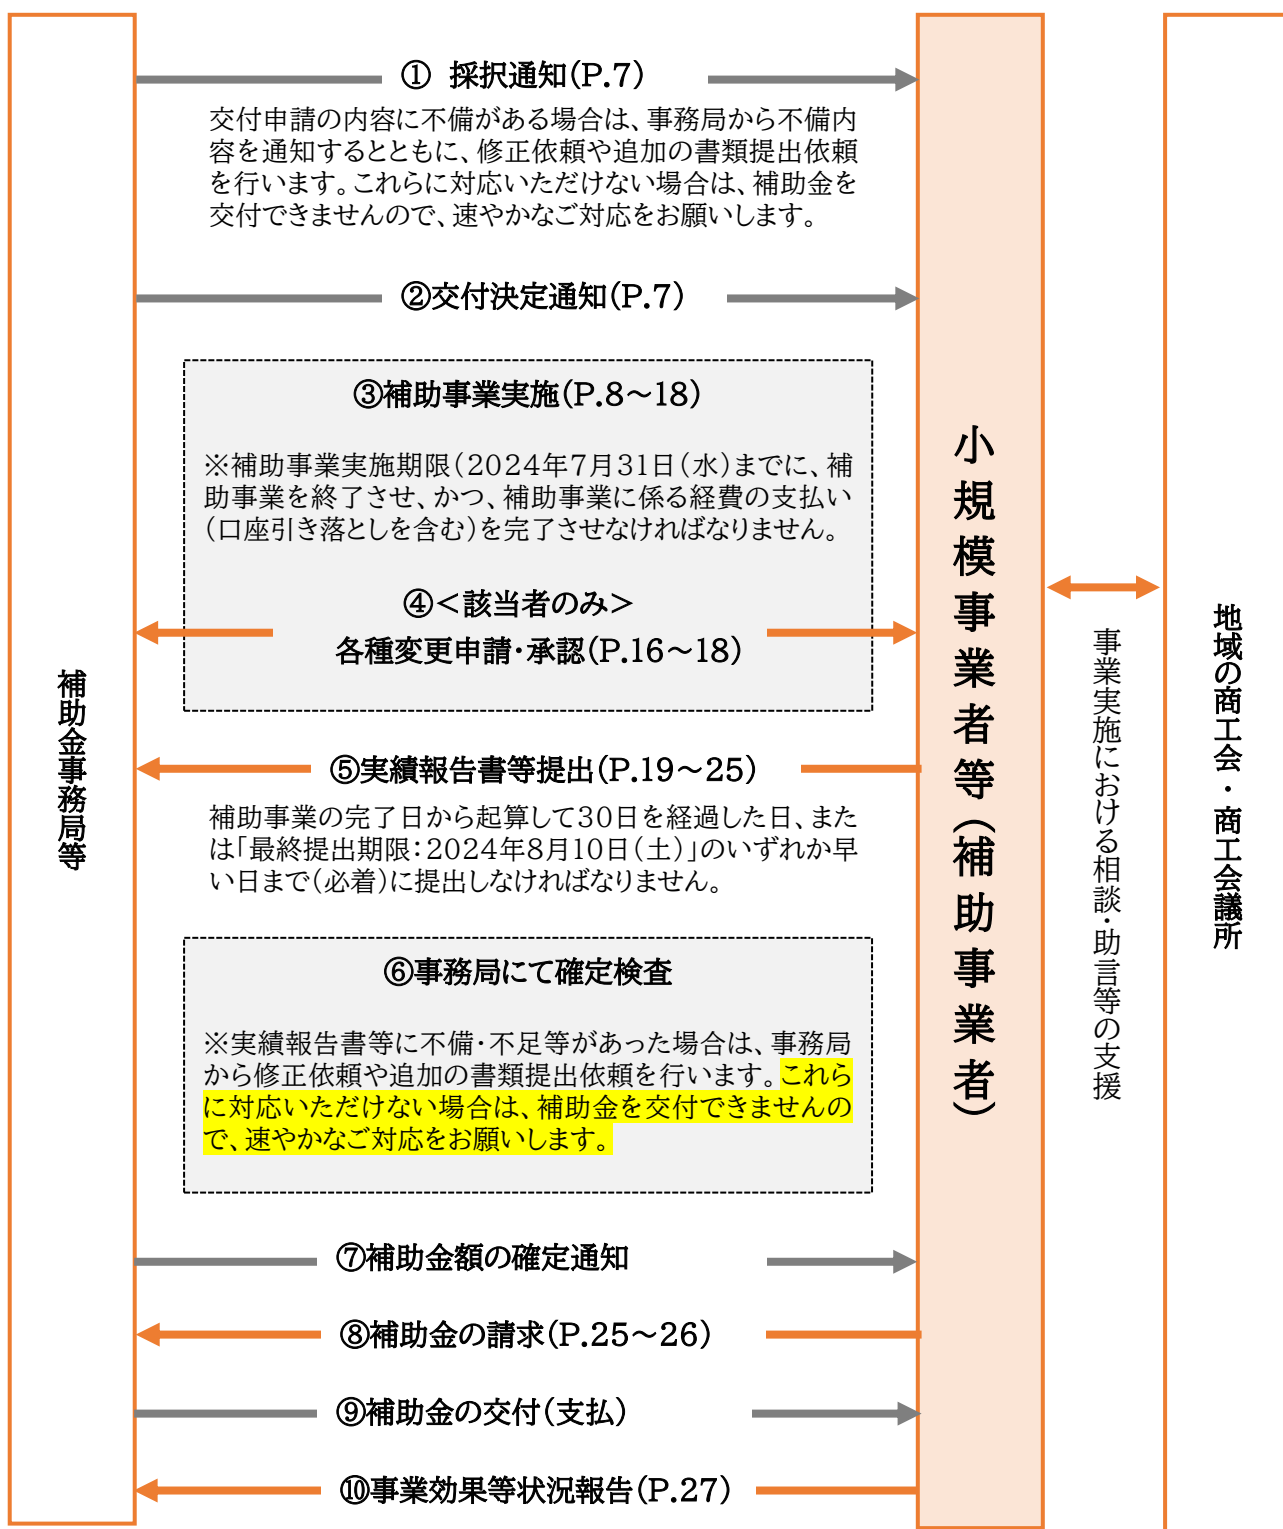 ① 採択通知(P.7)
交付申請の内容に不備がある場合は、事務局から不備内
容を通知するとともに、修正依頼や追加の書類提出依頼
を行います。これらに対応いただけない場合は、補助金を
交付できませんので、速やかなご対応をお願いします。
②交付決定通知(P.7)
③補助事業実施(P.8～18)
※補助事業実施期限(2024年7月31日(水)までに、補
助事業を終了させ、かつ、補助事業に係る経費の支払い
(口座引き落としを含む)を完了させなければなりません。
④＜該当者のみ＞
各種変更申請・承認(P.16～18)
⑤実績報告書等提出(P.19～25)
補助事業の完了日から起算して30日を経過した日、また
は「最終提出期限：2024年8月10日(土)」のいずれか早
い日まで(必着)に提出しなければなりません。
⑥事務局にて確定検査
※実績報告書等に不備・不足等があった場合は、事務局
から修正依頼や追加の書類提出依頼を行います。これら
に対応いただけない場合は、補助金を交付できませんの
で、速やかなご対応をお願いします。
⑦補助金額の確定通知
⑧補助金の請求(P.25～26)
⑨補助金の交付(支払)
⑩事業効果等状況報告(P.27)
補助金事務局等
小規模事業者等(補助事業者)
事業実施における相談・助言等の支援
地域の商工会・商工会議所